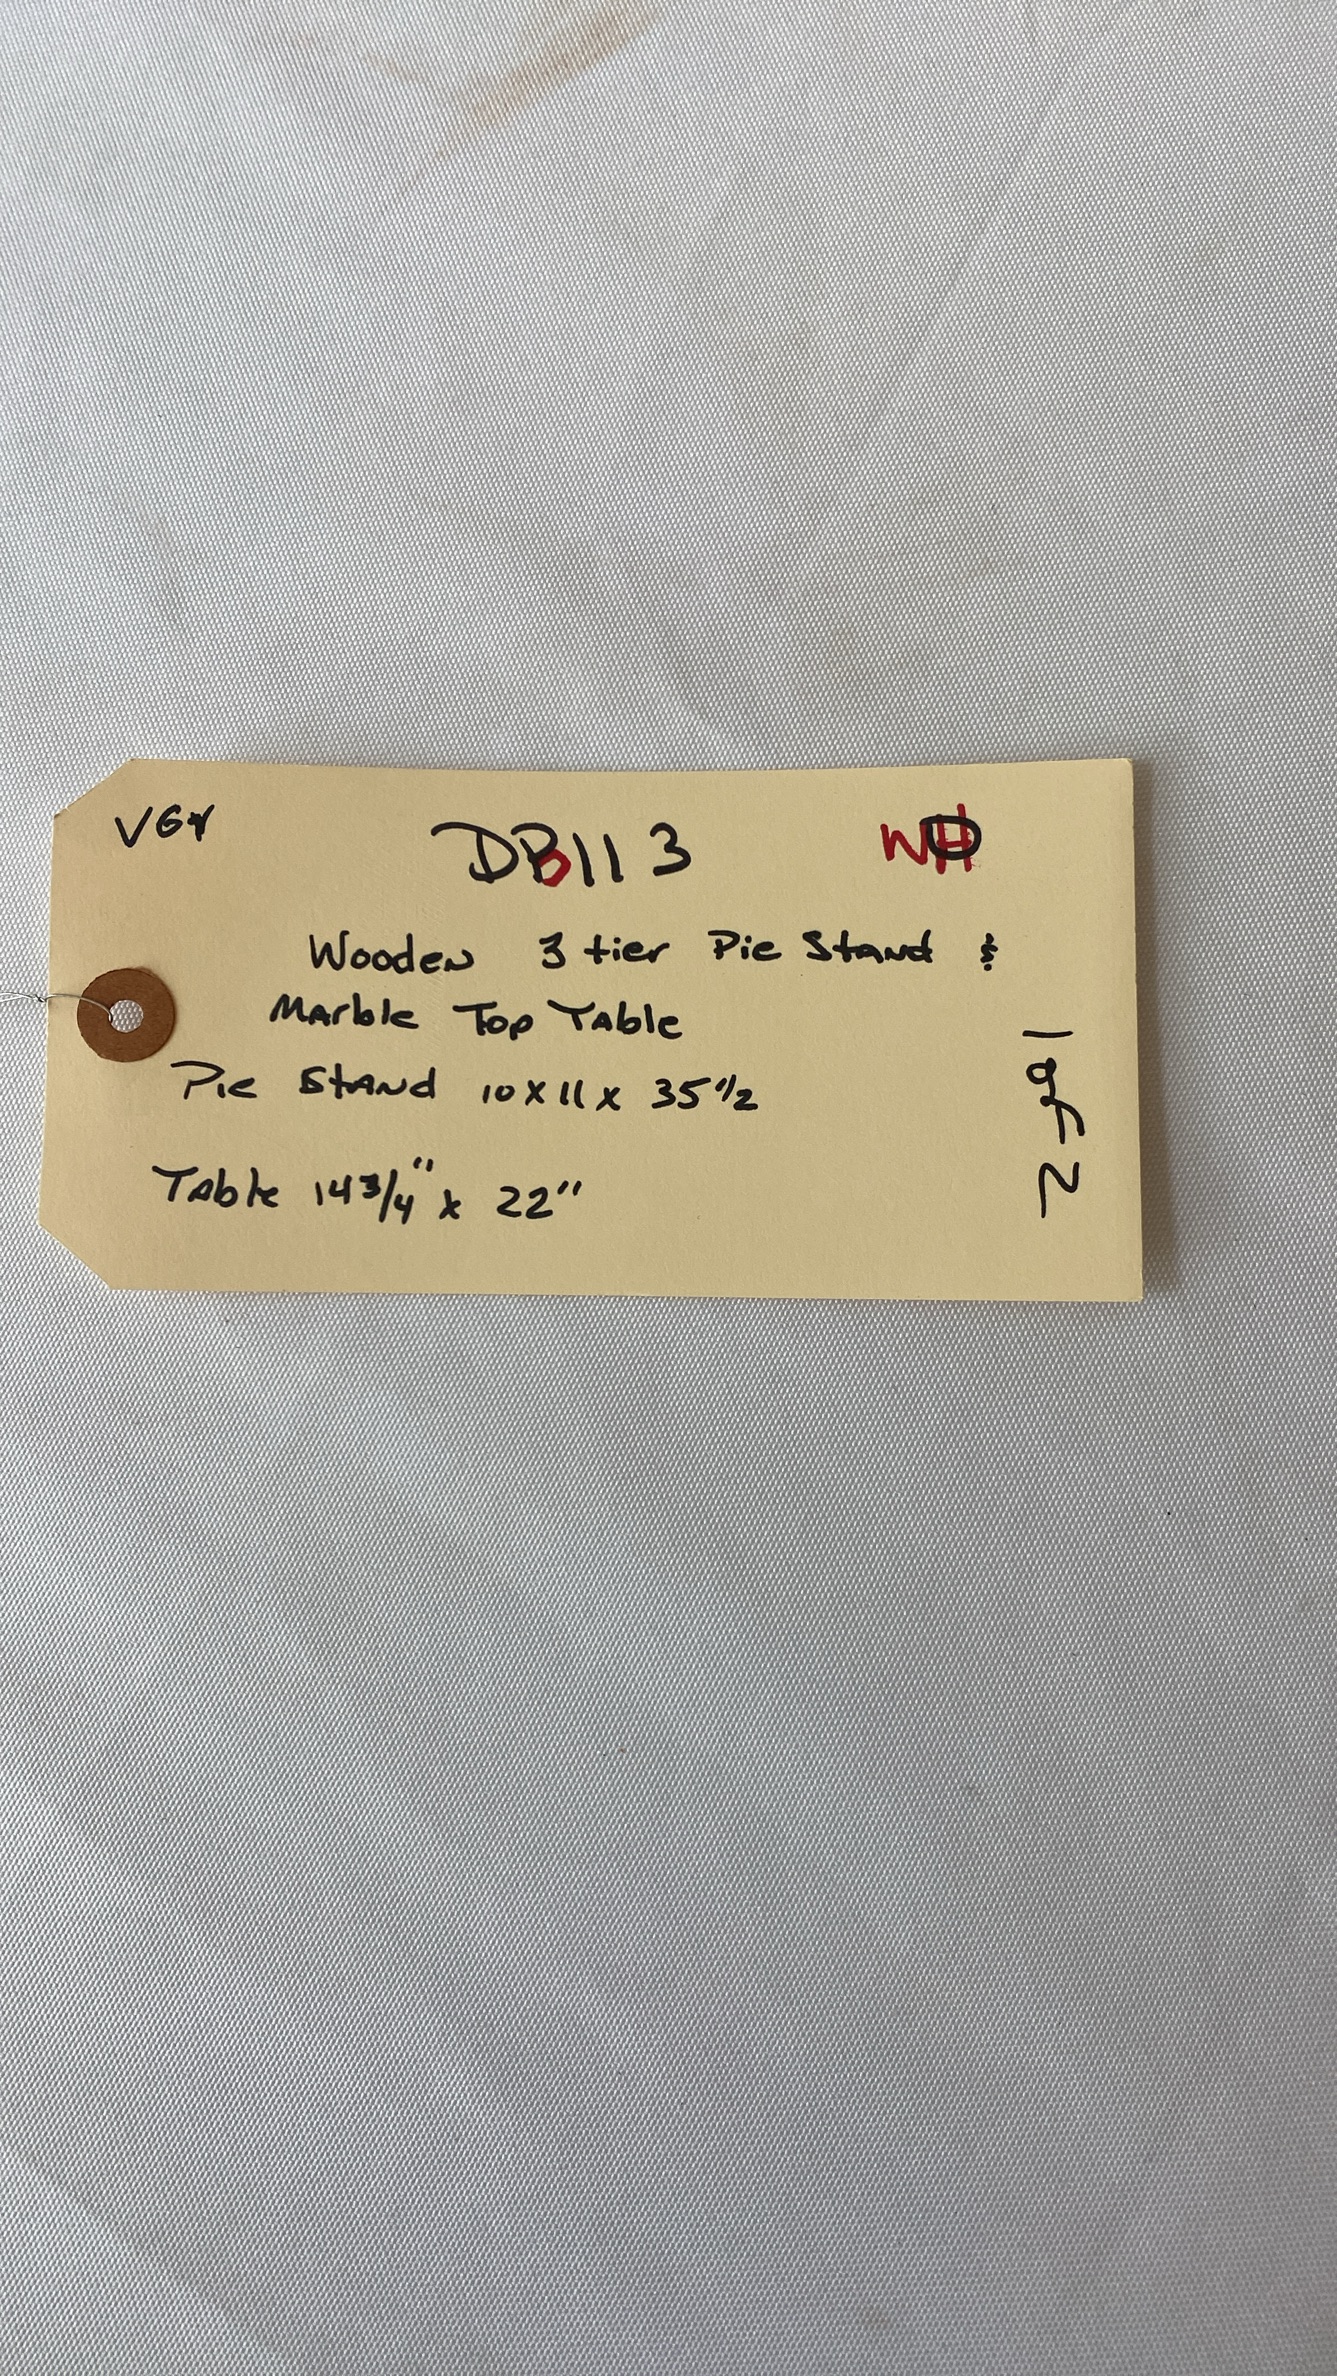 VG+
DB113
WH
Wooden 3 tier Pie Stand &
Marble Top Table
Pie Stand 10 x 11 x 35 1/2
Table 14 3/4" x 22"
1 of 2